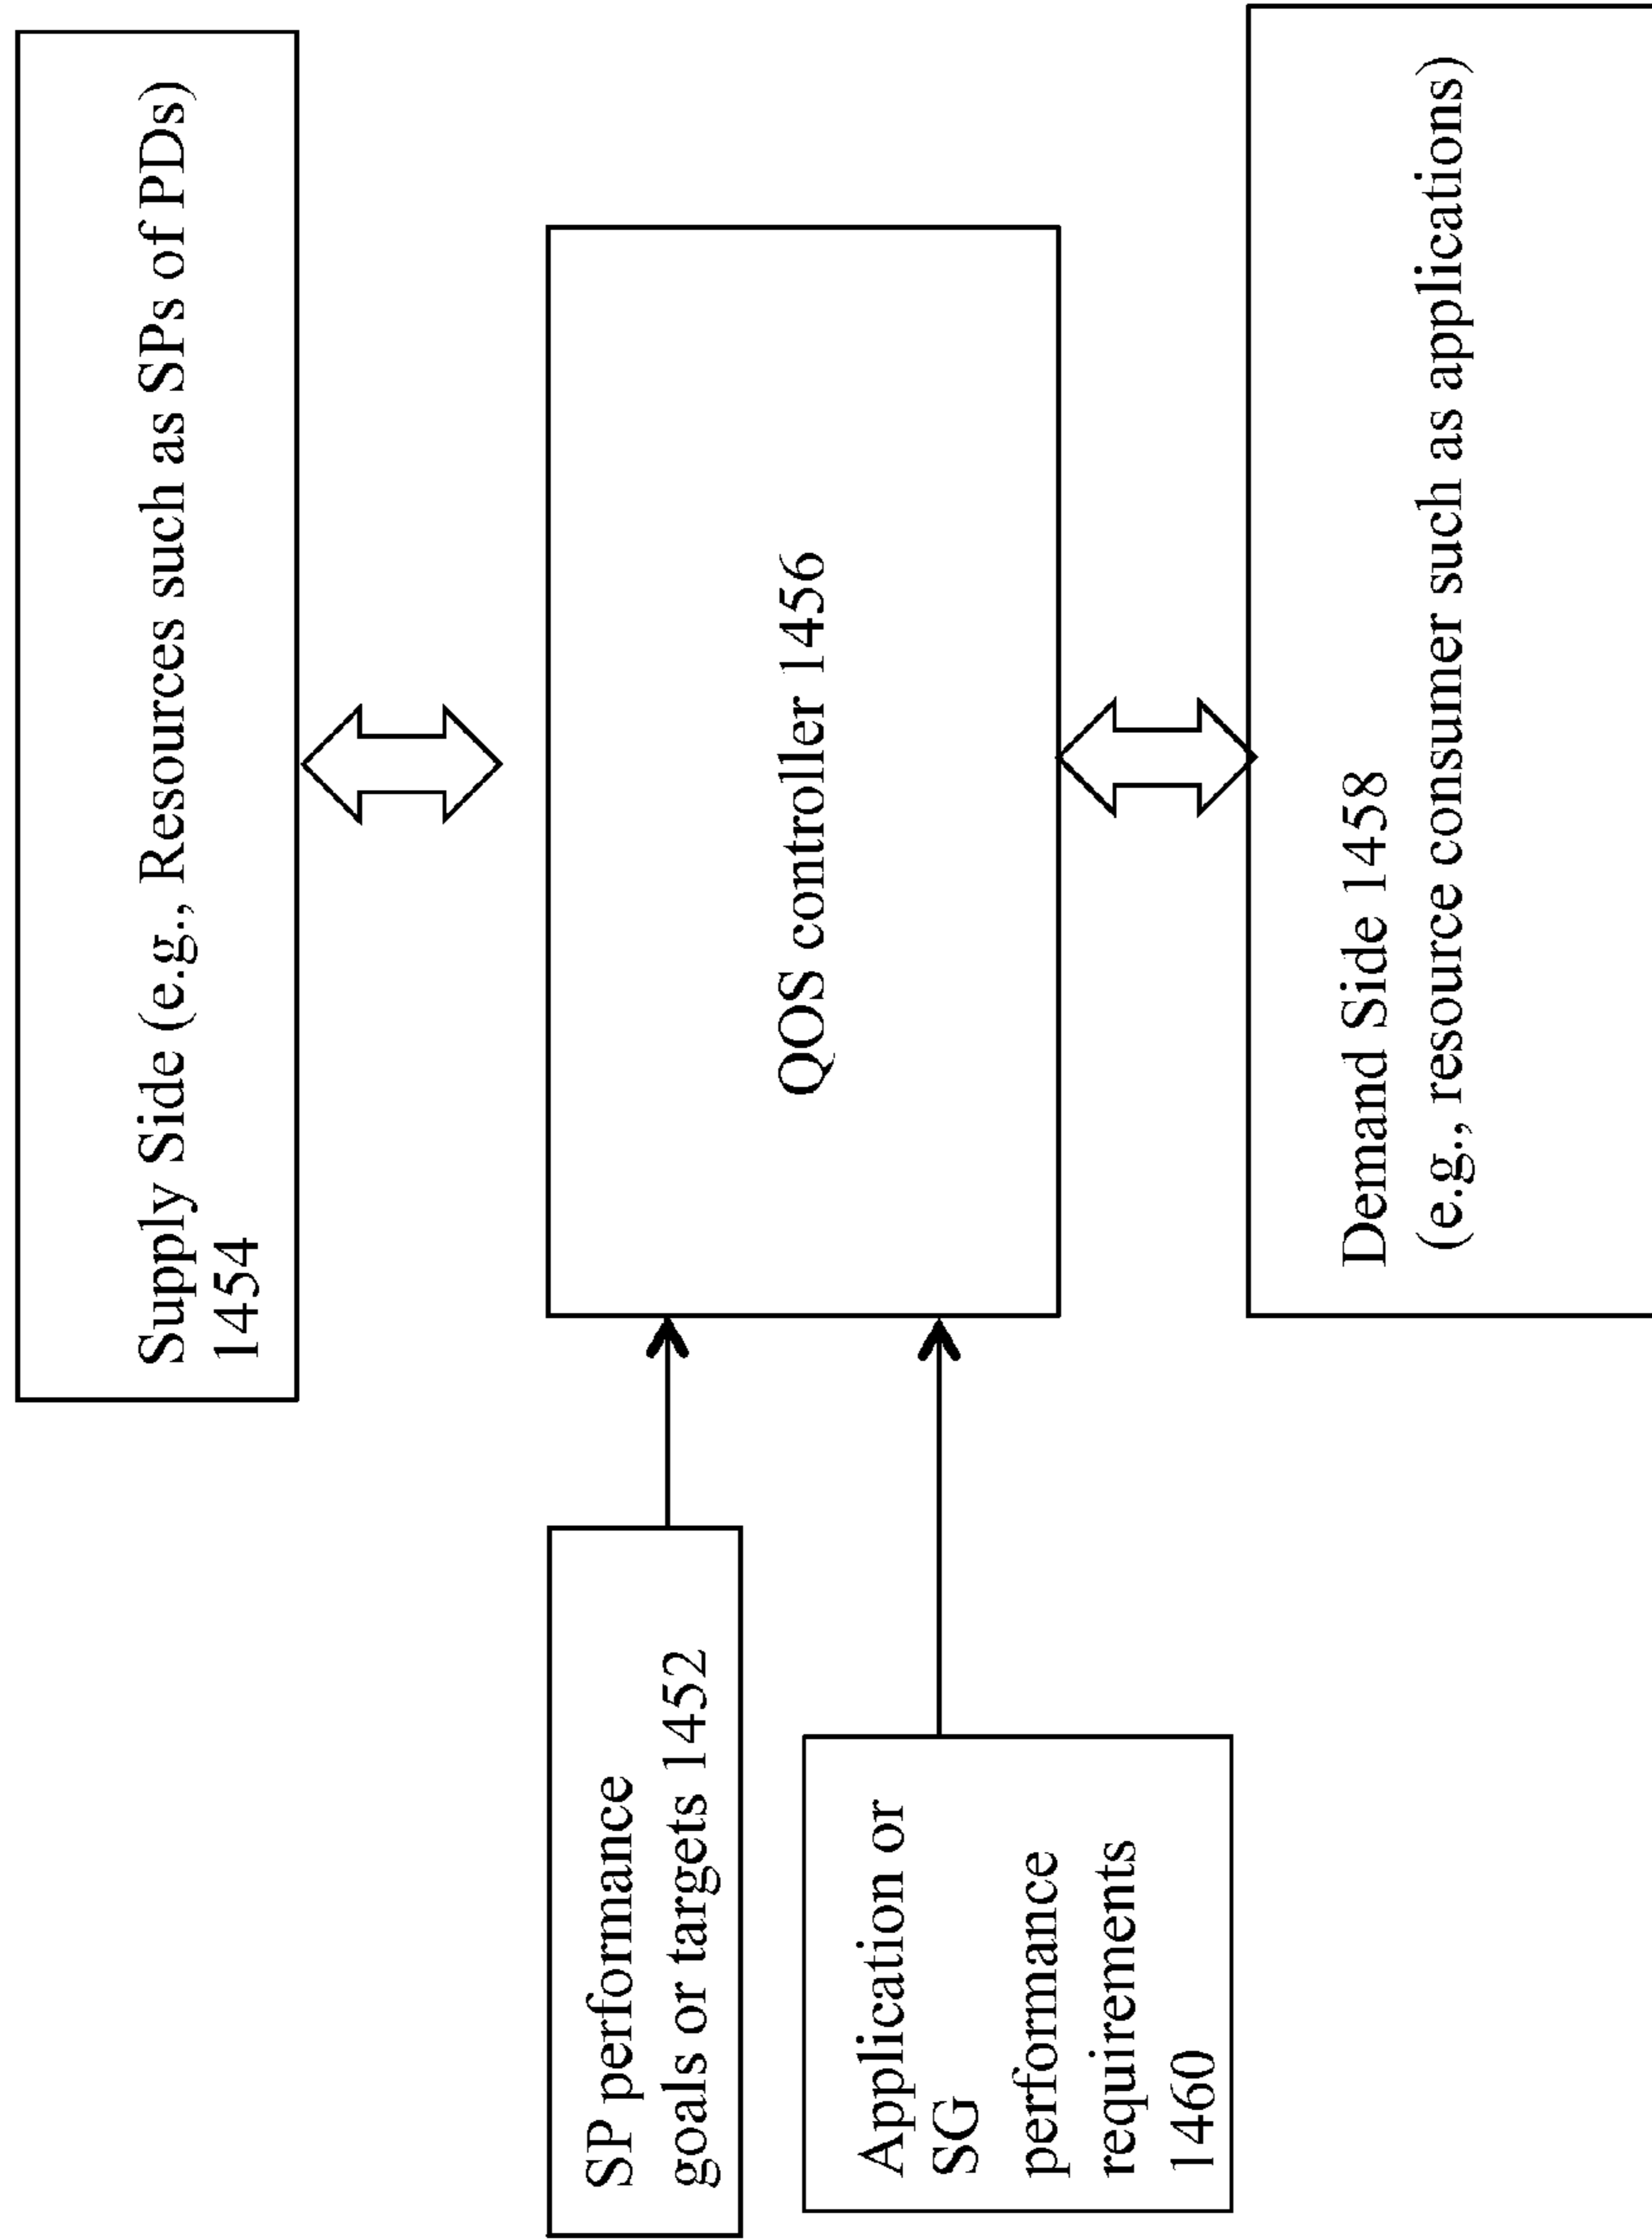 Supply Side (e.g., Resources such as SPs of PDs)
1454
SP performance
goals or targets 1452
QOS controller 1456
Application or
SG
performance
requirements
1460
Demand Side 1458
(e.g., resource consumer such as applications)